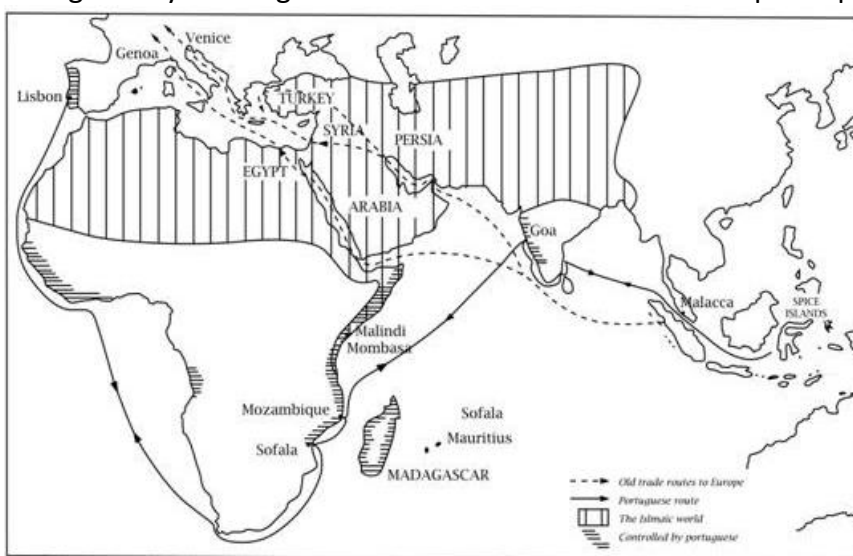 Venice
Genoa
Lisbon
TURKEY
SYRIA
PERSIA
EGYPT
ARABIA
Goa
Malacca
SPICE
ISLANDS
Malindi
Mombasa
Mozambique
Sofala
Sofala
Mauritius
MADAGASCAR
Old trade routes to Europe
Portuguese route
The Islmaic world
Controlled by portuguese